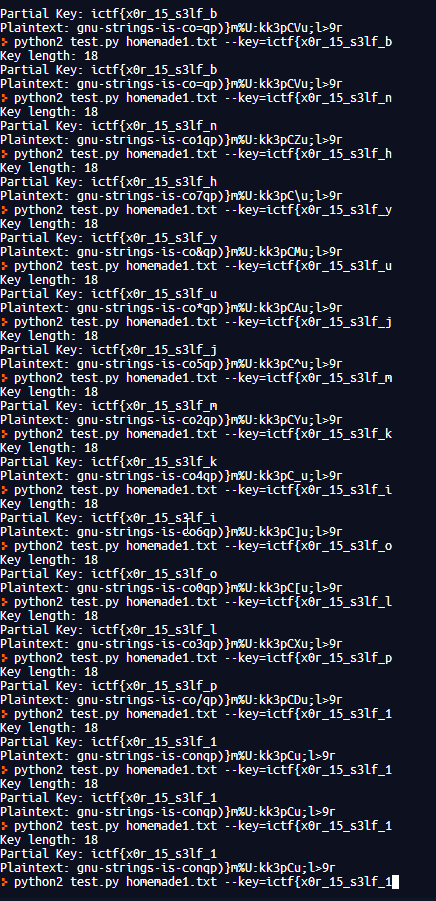 Partial Key: ictf{x0r_15_s3lf_b
Plaintext: gnu-strings-is-co=qp)}m%U:kk3pCVu;l>9r
> python2 test.py homemade1.txt --key=ictf{x0r_15_s3lf_b
Key length: 18
Partial Key: ictf{x0r_15_s3lf_b
Plaintext: gnu-strings-is-co=qp)}m%U:kk3pCVu;l>9r
> python2 test.py homemade1.txt --key=ictf{x0r_15_s3lf_n
Key length: 18
Partial Key: ictf{x0r_15_s3lf_n
Plaintext: gnu-strings-is-co1qp)}m%U:kk3pCZu;l>9r
> python2 test.py homemade1.txt --key=ictf{x0r_15_s3lf_h
Key length: 18
Partial Key: ictf{x0r_15_s3lf_h
Plaintext: gnu-strings-is-co7qp)}m%U:kk3pC\u;l>9r
> python2 test.py homemade1.txt --key=ictf{x0r_15_s3lf_y
Key length: 18
Partial Key: ictf{x0r_15_s3lf_y
Plaintext: gnu-strings-is-co&qp)}m%U:kk3pCMu;l>9r
> python2 test.py homemade1.txt --key=ictf{x0r_15_s3lf_u
Key length: 18
Partial Key: ictf{x0r_15_s3lf_u
Plaintext: gnu-strings-is-co*qp)}m%U:kk3pCAu;l>9r
> python2 test.py homemade1.txt --key=ictf{x0r_15_s3lf_j
Key length: 18
Partial Key: ictf{x0r_15_s3lf_j
Plaintext: gnu-strings-is-co5qp)}m%U:kk3pC^u;l>9r
> python2 test.py homemade1.txt --key=ictf{x0r_15_s3lf_m
Key length: 18
Partial Key: ictf{x0r_15_s3lf_m
Plaintext: gnu-strings-is-co2qp)}m%U:kk3pCYu;l>9r
> python2 test.py homemade1.txt --key=ictf{x0r_15_s3lf_k
Key length: 18
Partial Key: ictf{x0r_15_s3lf_k
Plaintext: gnu-strings-is-co4qp)}m%U:kk3pC_u;l>9r
> python2 test.py homemade1.txt --key=ictf{x0r_15_s3lf_i
Key length: 18
Partial Key: ictf{x0r_15_s3lf_i
Plaintext: gnu-strings-is-co6qp)}m%U:kk3pC]u;l>9r
> python2 test.py homemade1.txt --key=ictf{x0r_15_s3lf_o
Key length: 18
Partial Key: ictf{x0r_15_s3lf_o
Plaintext: gnu-strings-is-co0qp)}m%U:kk3pC[u;l>9r
> python2 test.py homemade1.txt --key=ictf{x0r_15_s3lf_l
Key length: 18
Partial Key: ictf{x0r_15_s3lf_l
Plaintext: gnu-strings-is-co3qp)}m%U:kk3pCXu;l>9r
> python2 test.py homemade1.txt --key=ictf{x0r_15_s3lf_p
Key length: 18
Partial Key: ictf{x0r_15_s3lf_p
Plaintext: gnu-strings-is-co/qp)}m%U:kk3pCDu;l>9r
> python2 test.py homemade1.txt --key=ictf{x0r_15_s3lf_1
Key length: 18
Partial Key: ictf{x0r_15_s3lf_1
Plaintext: gnu-strings-is-conqp)}m%U:kk3pCu;l>9r
> python2 test.py homemade1.txt --key=ictf{x0r_15_s3lf_1
Key length: 18
Partial Key: ictf{x0r_15_s3lf_1
Plaintext: gnu-strings-is-conqp)}m%U:kk3pCu;l>9r
> python2 test.py homemade1.txt --key=ictf{x0r_15_s3lf_1
Key length: 18
Partial Key: ictf{x0r_15_s3lf_1
Plaintext: gnu-strings-is-conqp)}m%U:kk3pCu;l>9r
> python2 test.py homemade1.txt --key=ictf{x0r_15_s3lf_1